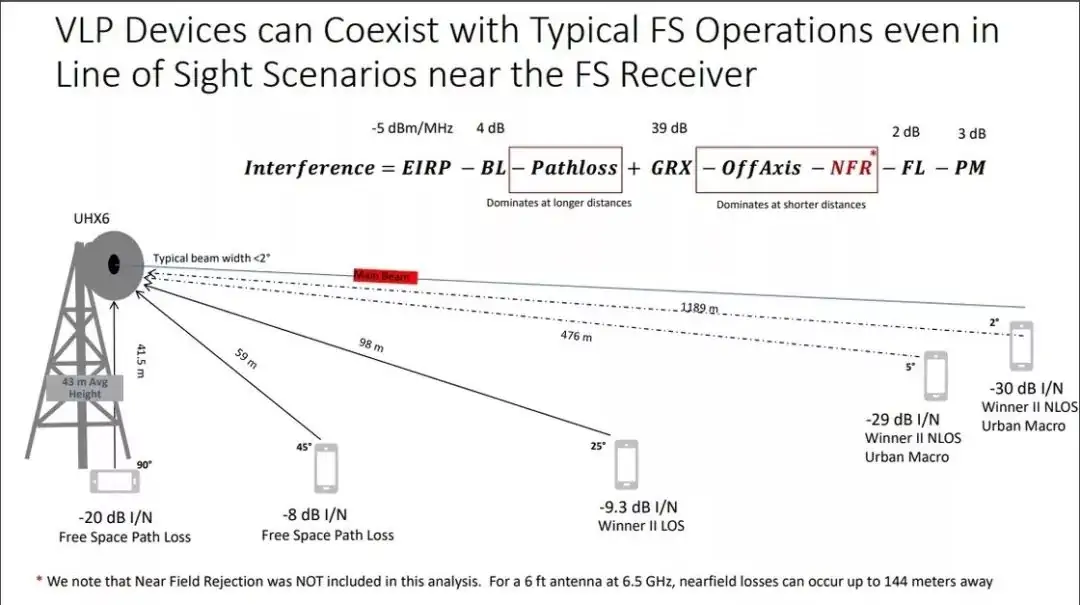 VLP Devices can Coexist with Typical FS Operations even in
Line of Sight Scenarios near the FS Receiver
-5 dBm/MHz 4 dB 39 dB 2 dB 3 dB
Interference = EIRP − BL − Pathloss + GRX − OffAxis − NFR* − FL − PM
Dominates at longer distances
Dominates at shorter distances
UHX6
Typical beam width <2°
Main Beam
1189 m
2°
476 m
5°
98 m
59 m
41.5 m
43 m Avg
Height
45°
25°
90°
-30 dB I/N
Winner II NLOS
Urban Macro
-29 dB I/N
Winner II NLOS
Urban Macro
-9.3 dB I/N
Winner II LOS
-8 dB I/N
Free Space Path Loss
-20 dB I/N
Free Space Path Loss
* We note that Near Field Rejection was NOT included in this analysis. For a 6 ft antenna at 6.5 GHz, nearfield losses can occur up to 144 meters away